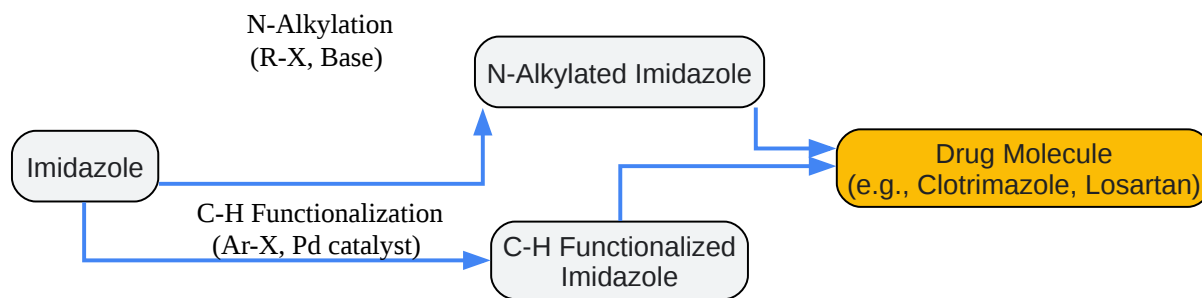 N-Alkylation
(R-X, Base)
N-Alkylated Imidazole
Imidazole
Drug Molecule
(e.g., Clotrimazole, Losartan)
C-H Functionalization
(Ar-X, Pd catalyst)
C-H Functionalized
Imidazole